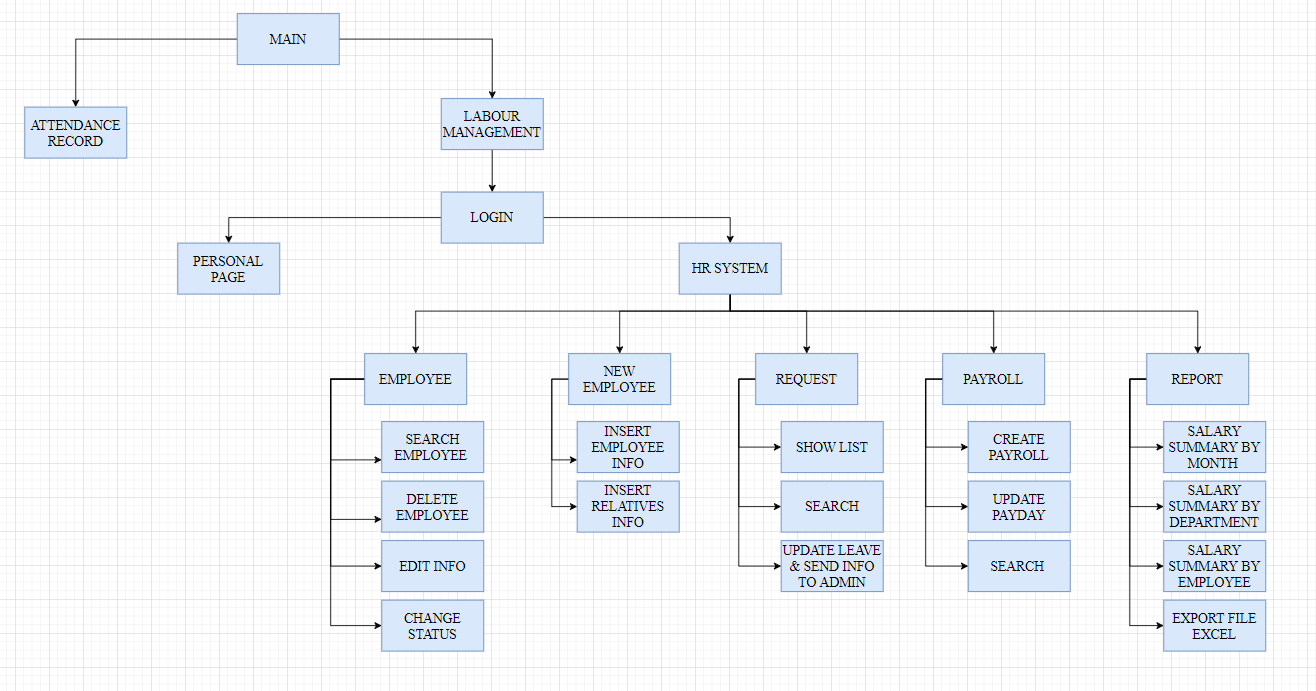 MAIN
ATTENDANCE
RECORD
LABOUR
MANAGEMENT
LOGIN
PERSONAL
PAGE
HR SYSTEM
EMPLOYEE
NEW
EMPLOYEE
REQUEST
PAYROLL
REPORT
SEARCH
EMPLOYEE
DELETE
EMPLOYEE
EDIT INFO
CHANGE
STATUS
INSERT
EMPLOYEE
INFO
INSERT
RELATIVES
INFO
SHOW LIST
SEARCH
UPDATE LEAVE
& SEND INFO
TO ADMIN
CREATE
PAYROLL
UPDATE
PAYDAY
SEARCH
SALARY
SUMMARY BY
MONTH
SALARY
SUMMARY BY
DEPARTMENT
SALARY
SUMMARY BY
EMPLOYEE
EXPORT FILE
EXCEL